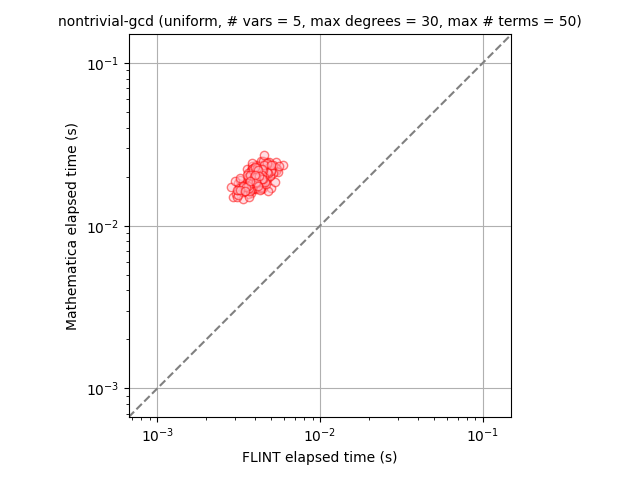 nontrivial-gcd (uniform, # vars = 5, max degrees = 30, max # terms = 50)
Mathematica elapsed time (s)
10⁻¹
10⁻²
10⁻³
10⁻³ 10⁻² 10⁻¹
FLINT elapsed time (s)